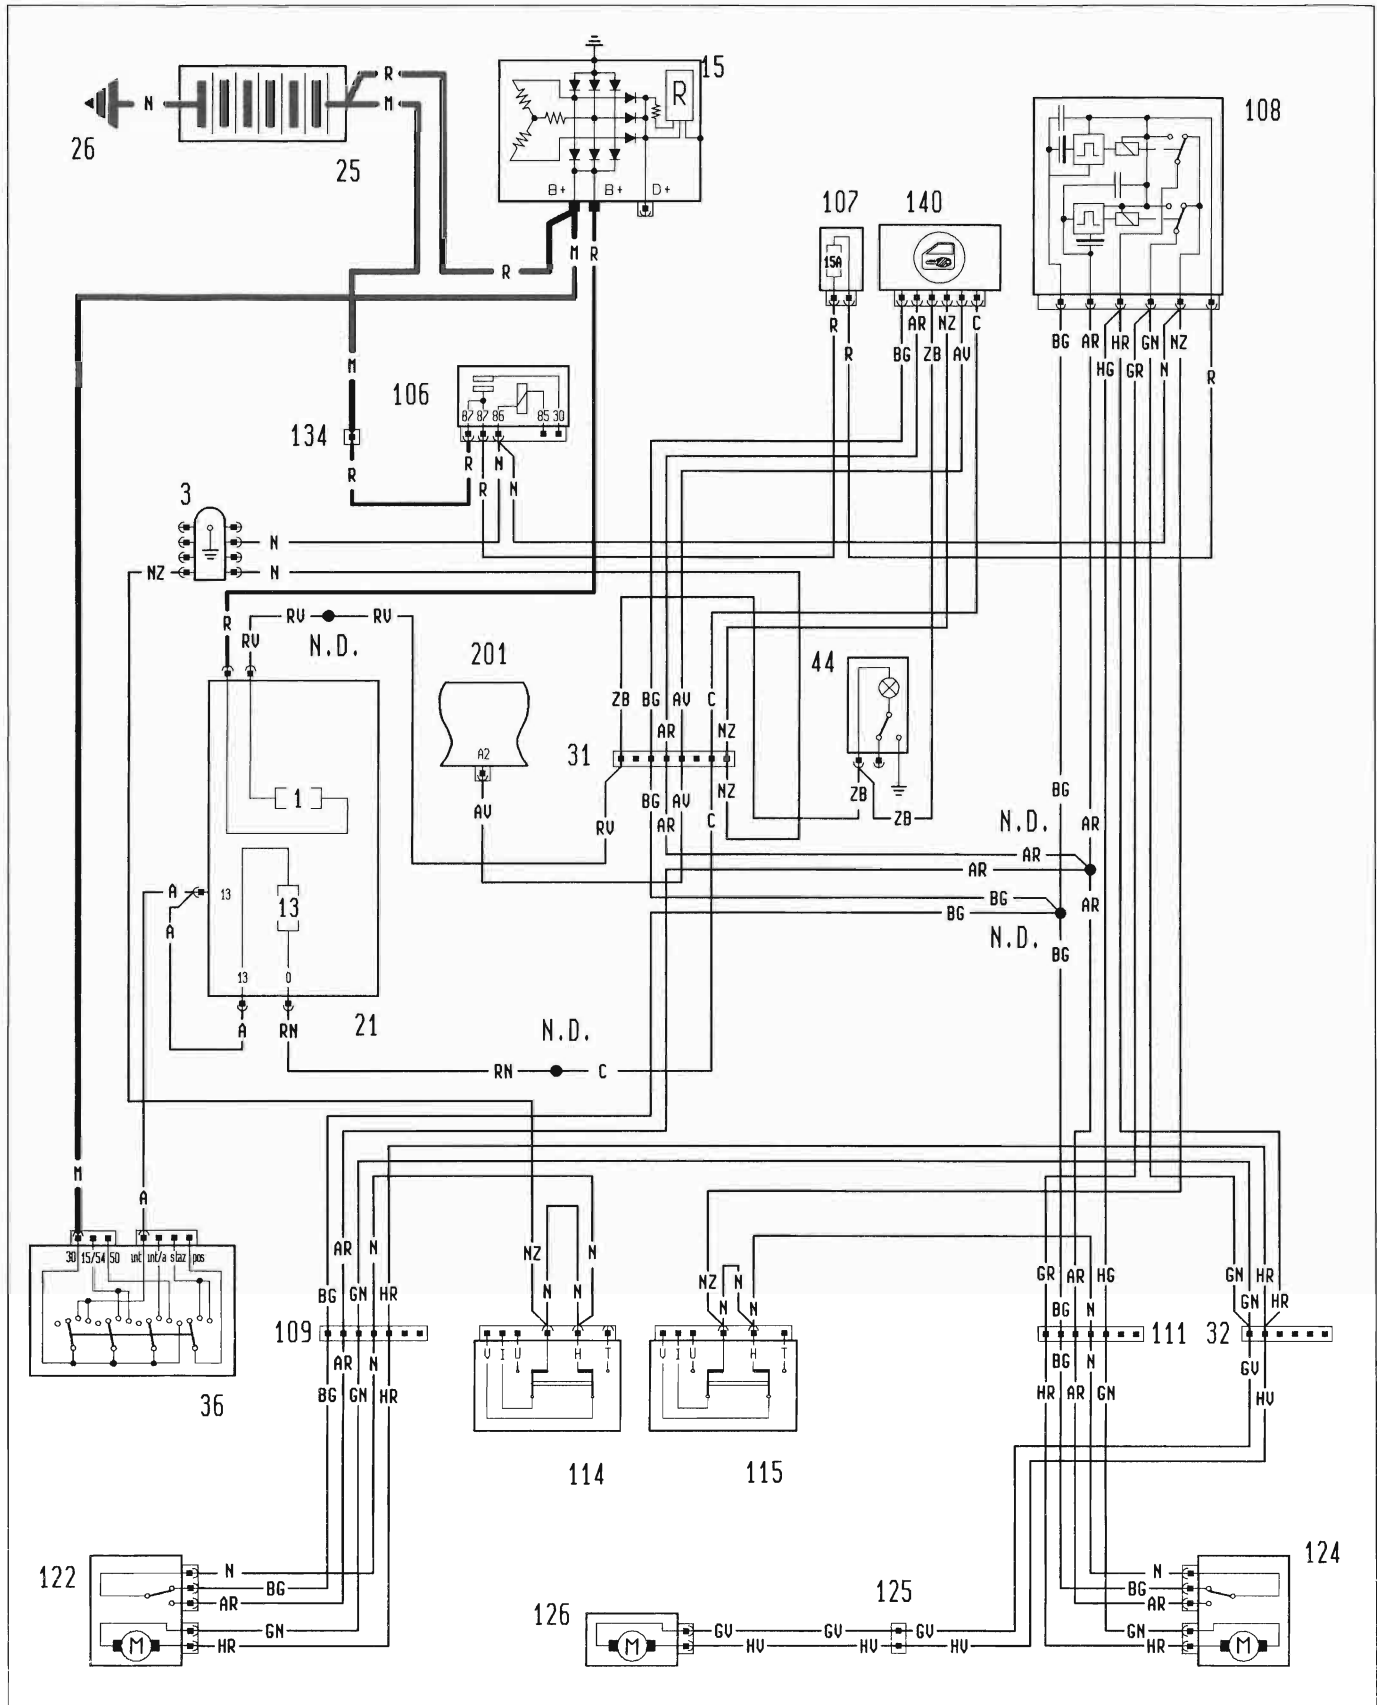 R
N
M
26
25
15
R
B+ B+ D+
108
M R
R
107
140
15A
R
R
AR NZ C
BG ZB AV
BG AR HR GN NZ
HG GR N
R
M
106
87 87 86 85 30
134
R
R R N N
3
N
NZ N
R RV
RV RV
N.D.
201
A2
AV
44
ZB BG AV C
AR NZ
31
BG AV NZ
RV AR C
ZB
ZB
1
BG
N.D.
AR
AR
AR
BG
AR
BG
N.D.
BG
A
A
13
13
13 0
A RN
21
N.D.
RN C
M
A
30 15/54 50 int int/a staz pos
36
AR N
BG GN HR
109
AR N
BG GN HR
NZ N N N
V I U H T
114
NZ N N N
V I U H T
115
GR AR HG
BG N
111
BG N
HR AR GN
GN HR
GN HR
32
GV
HV
122
N
BG
AR
GN
HR
M
126
M
GV GV GV
HV HV HV
125
124
N
BG
AR
GN
HR
M